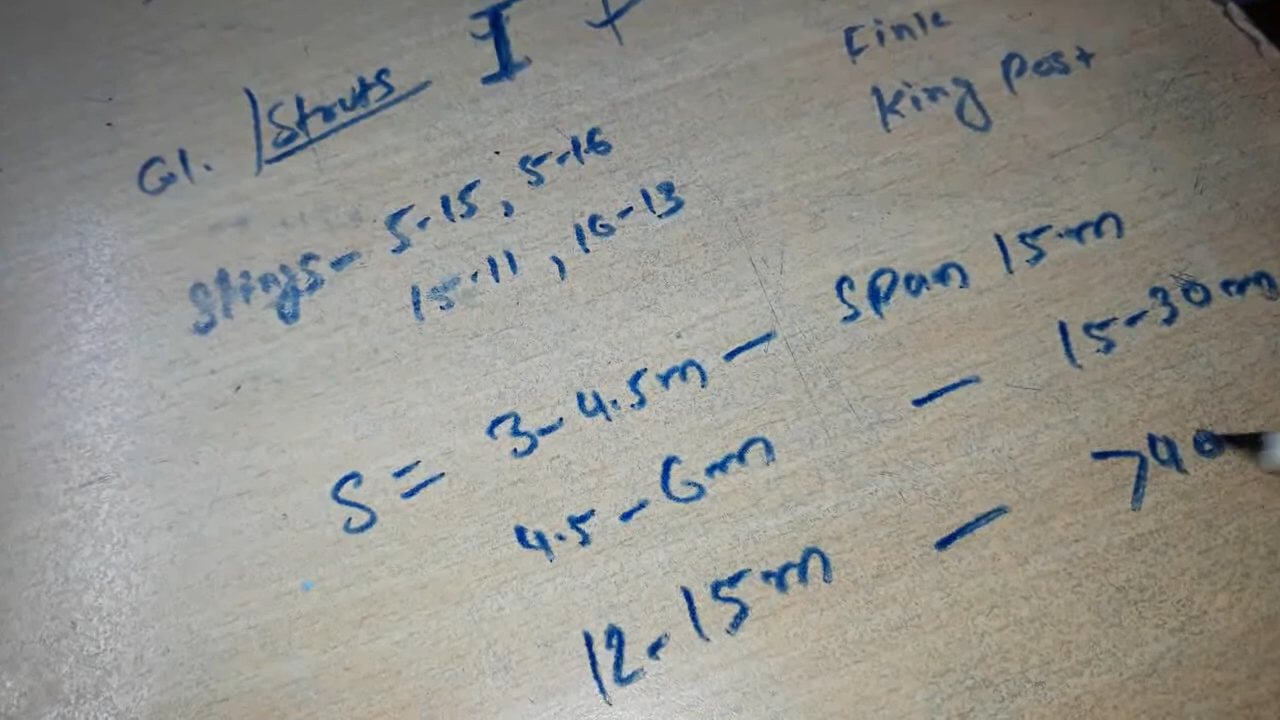 I +
G1. /Struts
Fink
King Post
Slings - 5-15, 5-16
15-11, 16-13
S = 3-4.5m - Span 15m
4.5-6m - 15-30m
12-15m - >40